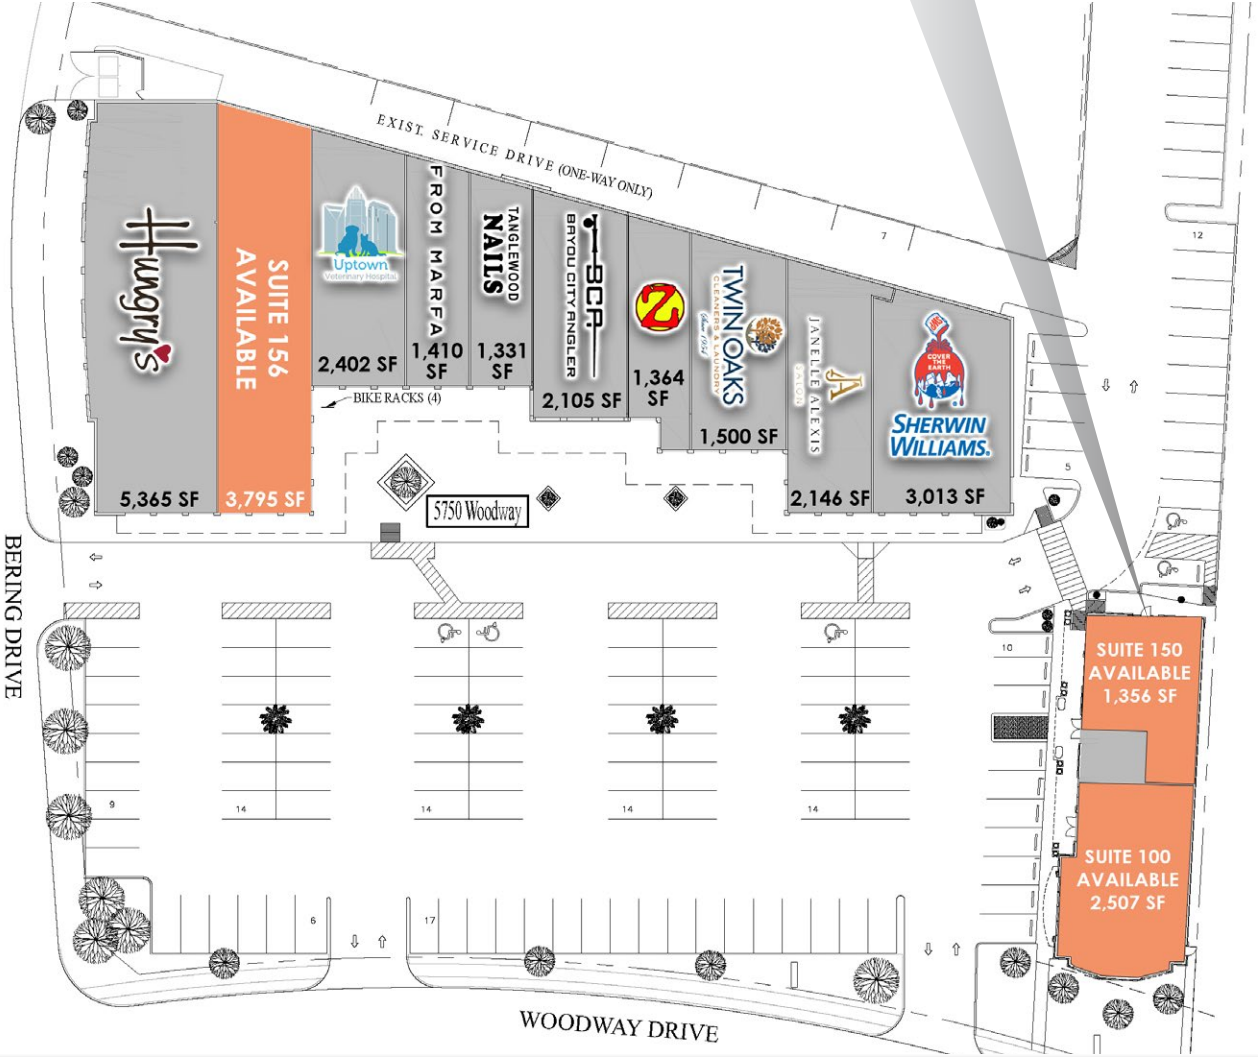 EXIST. SERVICE DRIVE (ONE-WAY ONLY)
7
12
Hungry's
5,365 SF
SUITE 156
AVAILABLE
3,795 SF
Uptown
Veterinary Hospital
2,402 SF
FROM MARFA
1,410
SF
TANGLEWOOD
NAILS
1,331
SF
BCA
BAYOU CITY ANGLER
2,105 SF
Z
1,364
SF
TWIN OAKS
CLEANERS & LAUNDRY
Since 1954
1,500 SF
JANELLE ALEXIS
SALON
JA
2,146 SF
COVER
THE
EARTH
SHERWIN
WILLIAMS.
3,013 SF
BIKE RACKS (4)
5750 Woodway
5
BERING DRIVE
10
SUITE 150
AVAILABLE
1,356 SF
9
14
14
14
14
SUITE 100
AVAILABLE
2,507 SF
6
17
WOODWAY DRIVE